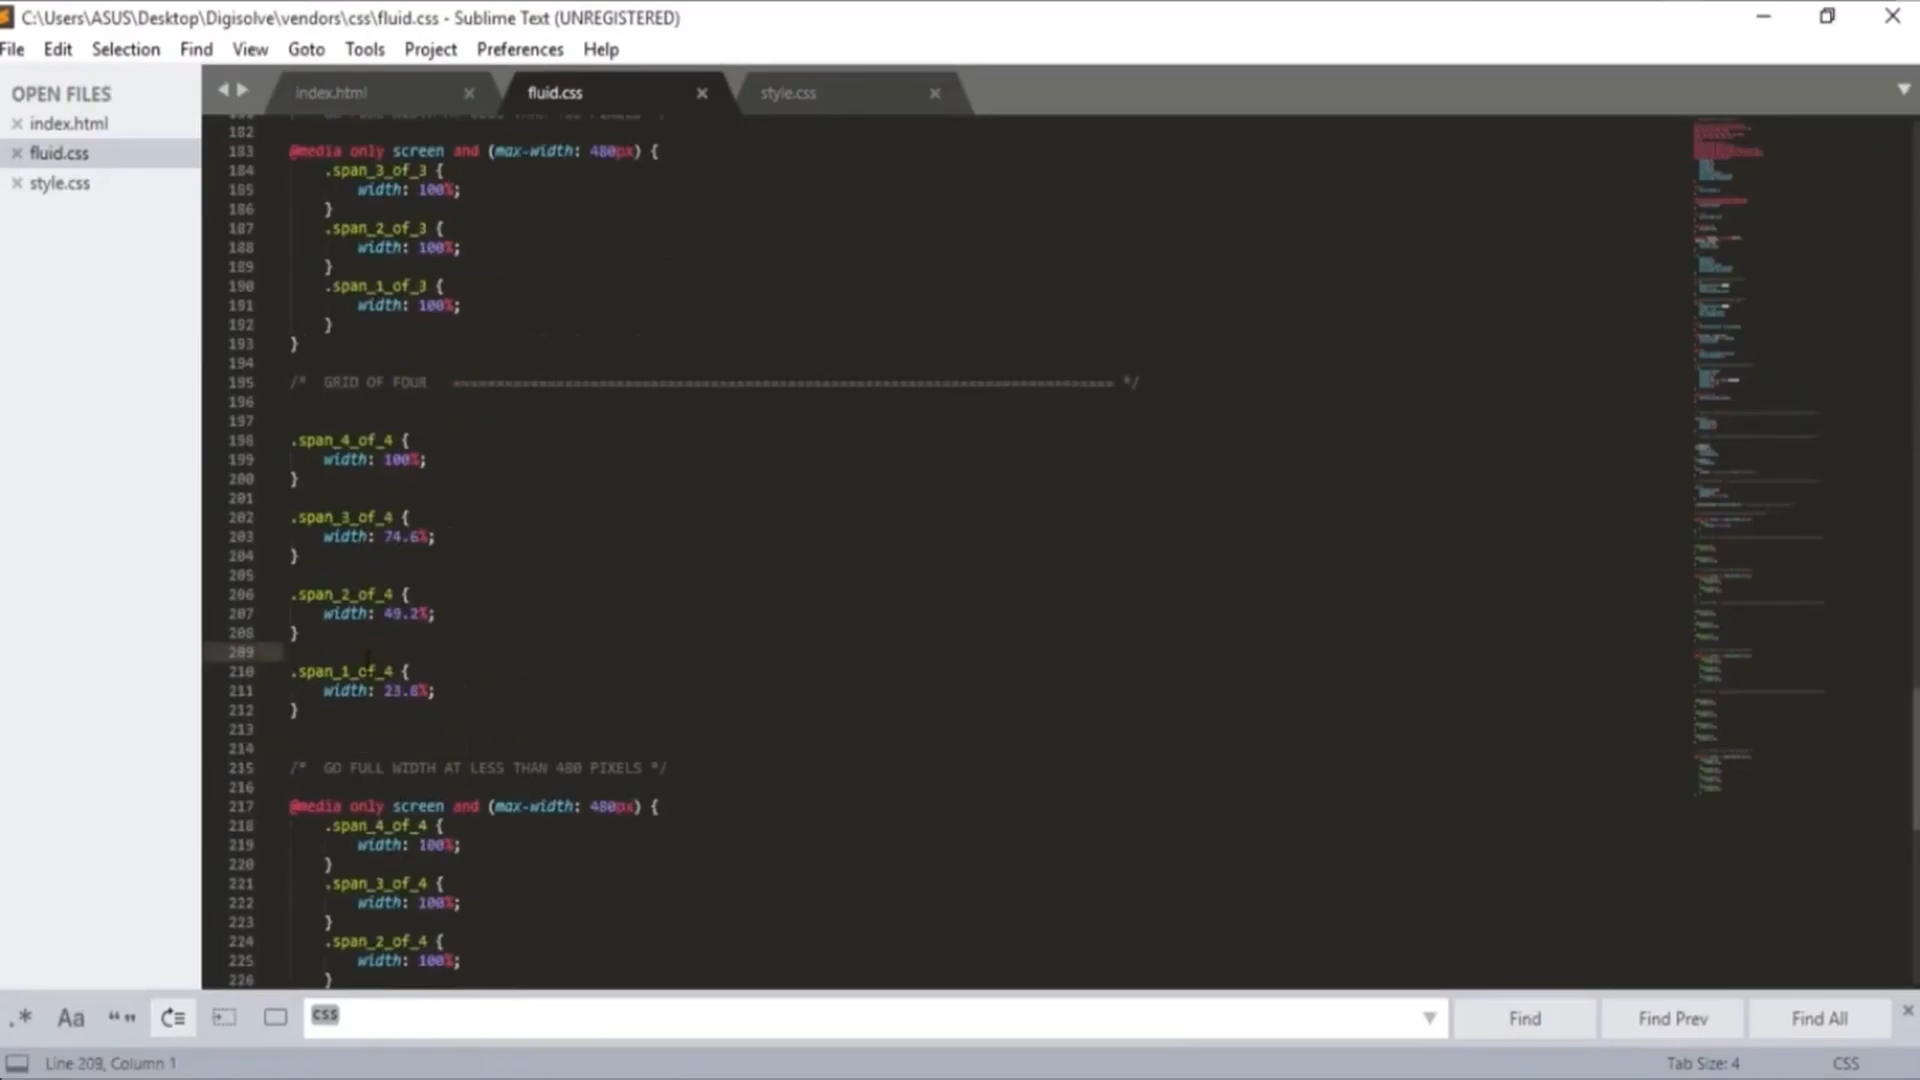 C:\Users\ASUS\Desktop\Digisolve\vendors\css\fluid.css - Sublime Text (UNREGISTERED)
File Edit Selection Find View Goto Tools Project Preferences Help
OPEN FILES
index.html
fluid.css
style.css
index.html fluid.css style.css
182
183 @media only screen and (max-width: 480px) {
184 .span_3_of_3 {
185 width: 100%;
186 }
187 .span_2_of_3 {
188 width: 100%;
189 }
190 .span_1_of_3 {
191 width: 100%;
192 }
193 }
194
195 /* GRID OF FOUR ============================================================================= */
196
197
198 .span_4_of_4 {
199 width: 100%;
200 }
201
202 .span_3_of_4 {
203 width: 74.6%;
204 }
205
206 .span_2_of_4 {
207 width: 49.2%;
208 }
209
210 .span_1_of_4 {
211 width: 23.8%;
212 }
213
214
215 /* GO FULL WIDTH AT LESS THAN 480 PIXELS */
216
217 @media only screen and (max-width: 480px) {
218 .span_4_of_4 {
219 width: 100%;
220 }
221 .span_3_of_4 {
222 width: 100%;
223 }
224 .span_2_of_4 {
225 width: 100%;
226 }
.* Aa “” css Find Find Prev Find All
Line 209, Column 1 Tab Size: 4 CSS